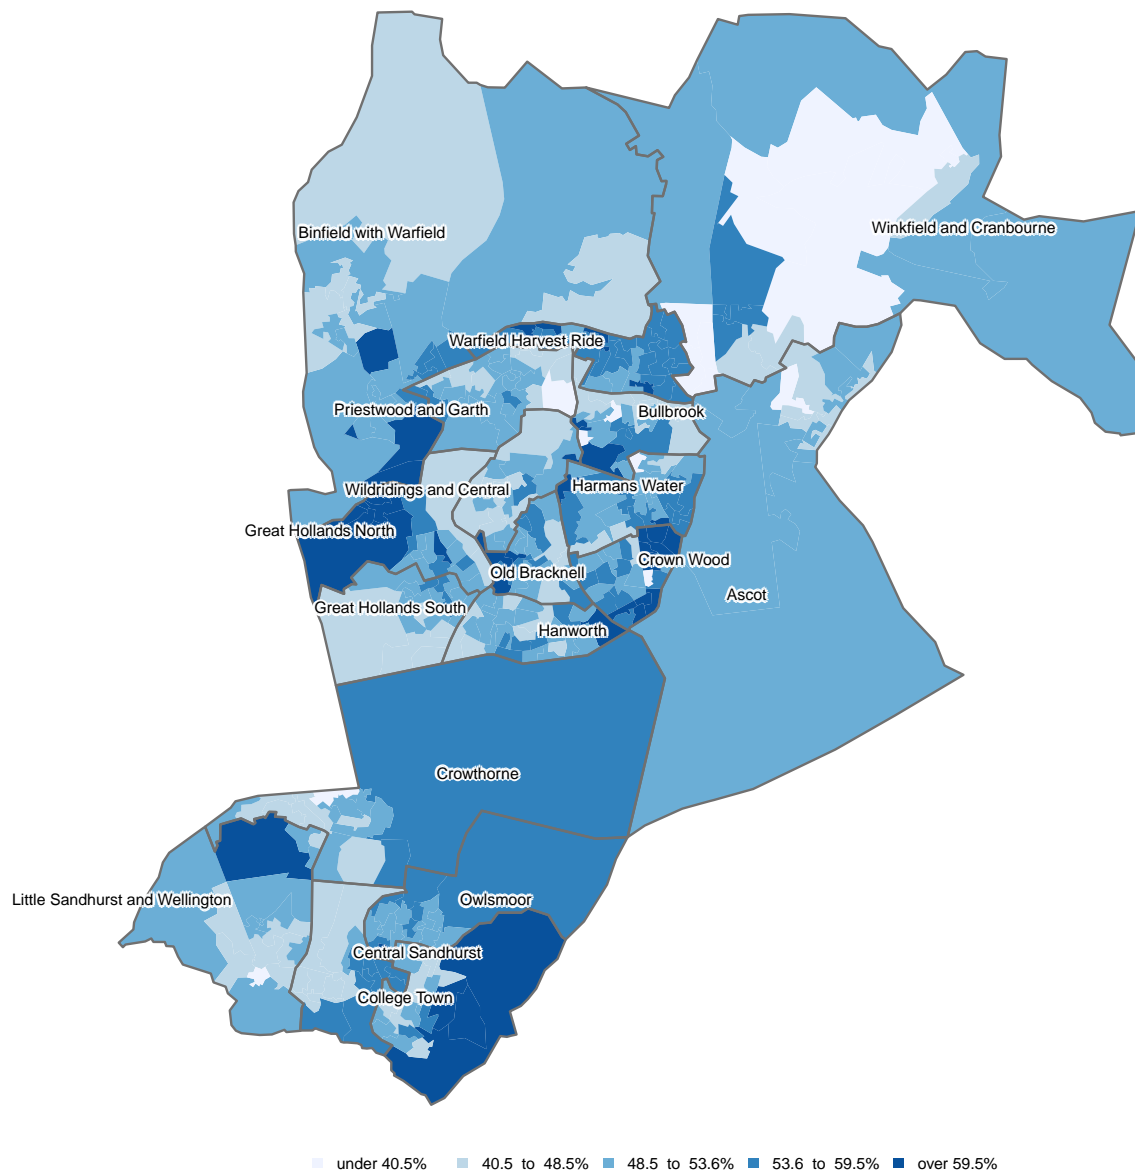 Binfield with Warfield
Winkfield and Cranbourne
Warfield Harvest Ride
Priestwood and Garth
Bullbrook
Wildridings and Central
Harmans Water
Great Hollands North
Crown Wood
Old Bracknell
Ascot
Great Hollands South
Hanworth
Crowthorne
Little Sandhurst and Wellington
Owlsmoor
Central Sandhurst
College Town
under 40.5% 40.5 to 48.5% 48.5 to 53.6% 53.6 to 59.5% over 59.5%